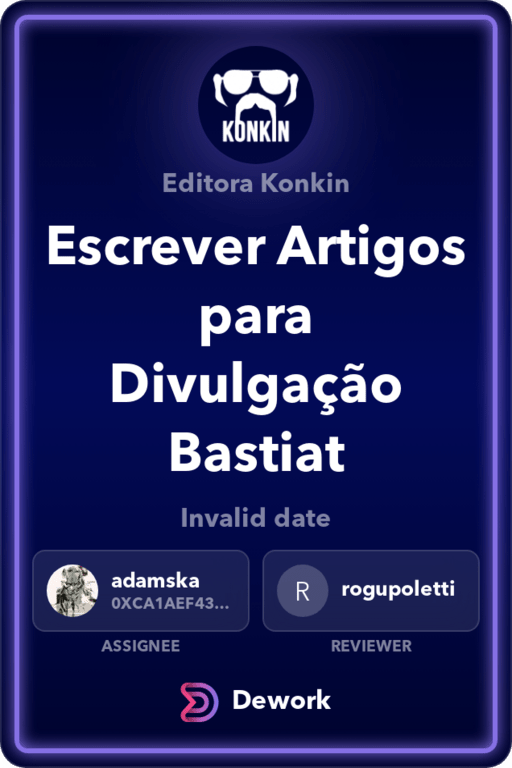 KONKIN
Editora Konkin
Escrever Artigos
para
Divulgação
Bastiat
Invalid date
adamska
0XCA1AEF43...
R
rogupoletti
ASSIGNEE
REVIEWER
Dework